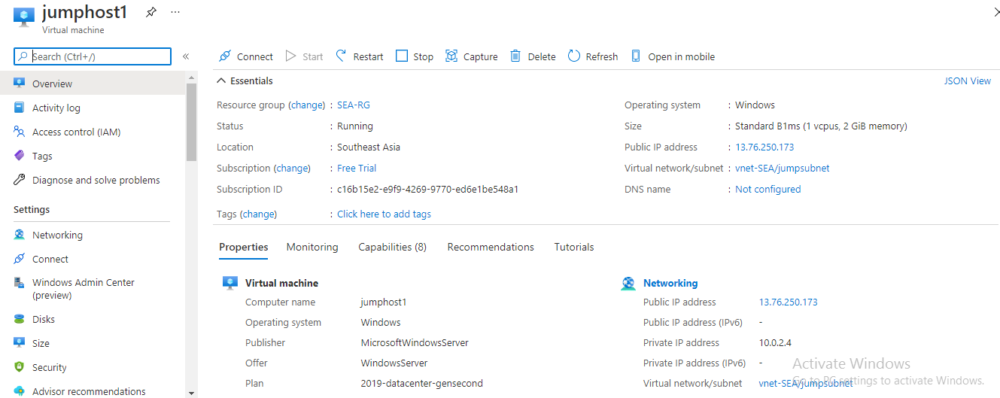 jumphost1
Virtual machine
Search (Ctrl+/)
Overview
Activity log
Access control (IAM)
Tags
Diagnose and solve problems
Settings
Networking
Connect
Windows Admin Center
(preview)
Disks
Size
Security
Advisor recommendations
Connect Start Restart Stop Capture Delete Refresh Open in mobile
Essentials JSON View
Resource group (change) : SEA-RG
Status : Running
Location : Southeast Asia
Subscription (change) : Free Trial
Subscription ID : c16b15e2-e9f9-4269-9770-ed6e1be548a1
Tags (change) : Click here to add tags
Operating system : Windows
Size : Standard B1ms (1 vcpus, 2 GiB memory)
Public IP address : 13.76.250.173
Virtual network/subnet : vnet-SEA/jumpsubnet
DNS name : Not configured
Properties Monitoring Capabilities (8) Recommendations Tutorials
Virtual machine
Computer name jumphost1
Operating system Windows
Publisher MicrosoftWindowsServer
Offer WindowsServer
Plan 2019-datacenter-gensecond
Networking
Public IP address 13.76.250.173
Public IP address (IPv6) -
Private IP address 10.0.2.4
Private IP address (IPv6) -
Virtual network/subnet vnet-SEA/jumpsubnet
Activate Windows
Go to PC settings to activate Windows.